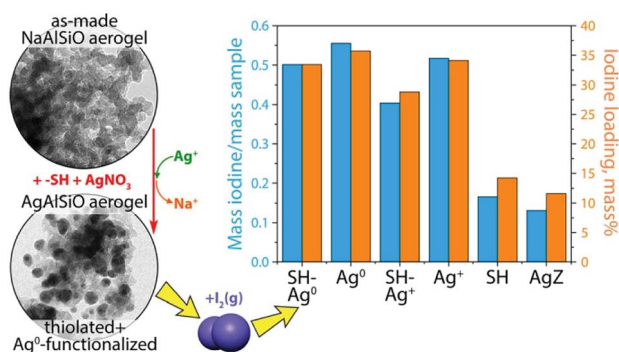 as-made
NaAlSiO aerogel
+ -SH + AgNO₃
Ag⁺
Na⁺
AgAlSiO aerogel
thiolated+
Ag⁰-functionalized
+I₂(g)
Mass iodine/mass sample
0.6
0.5
0.4
0.3
0.2
0.1
0.0
SH-
Ag⁰
Ag⁰
SH-
Ag⁺
Ag⁺
SH
AgZ
40
35
30
25
20
15
10
5
0
Iodine loading, mass%